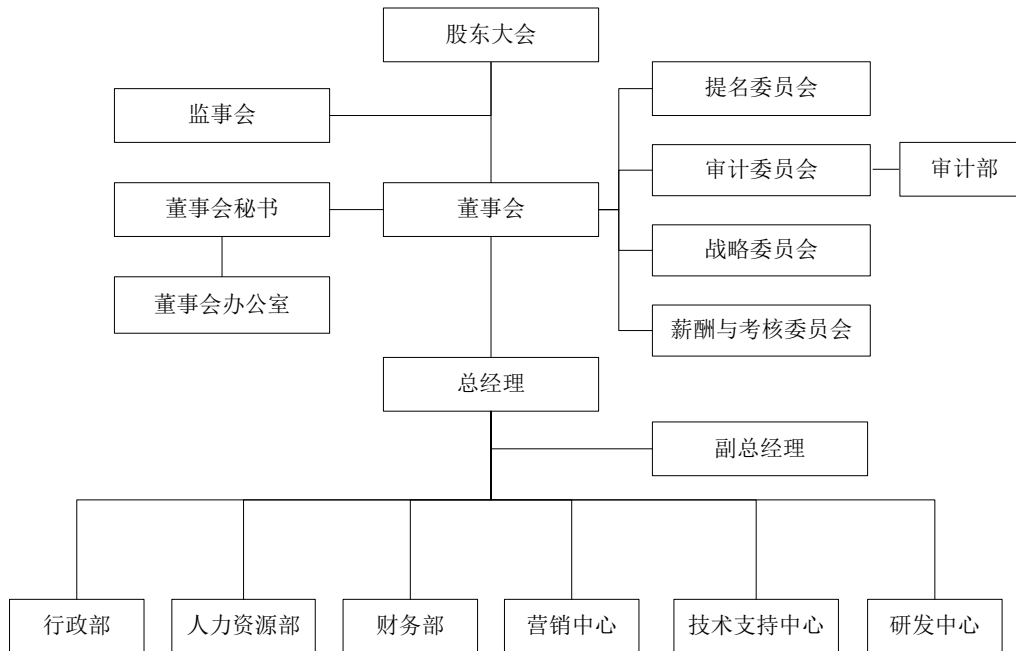 股东大会
监事会
提名委员会
审计委员会
审计部
董事会秘书
董事会
战略委员会
董事会办公室
薪酬与考核委员会
总经理
副总经理
行政部
人力资源部
财务部
营销中心
技术支持中心
研发中心